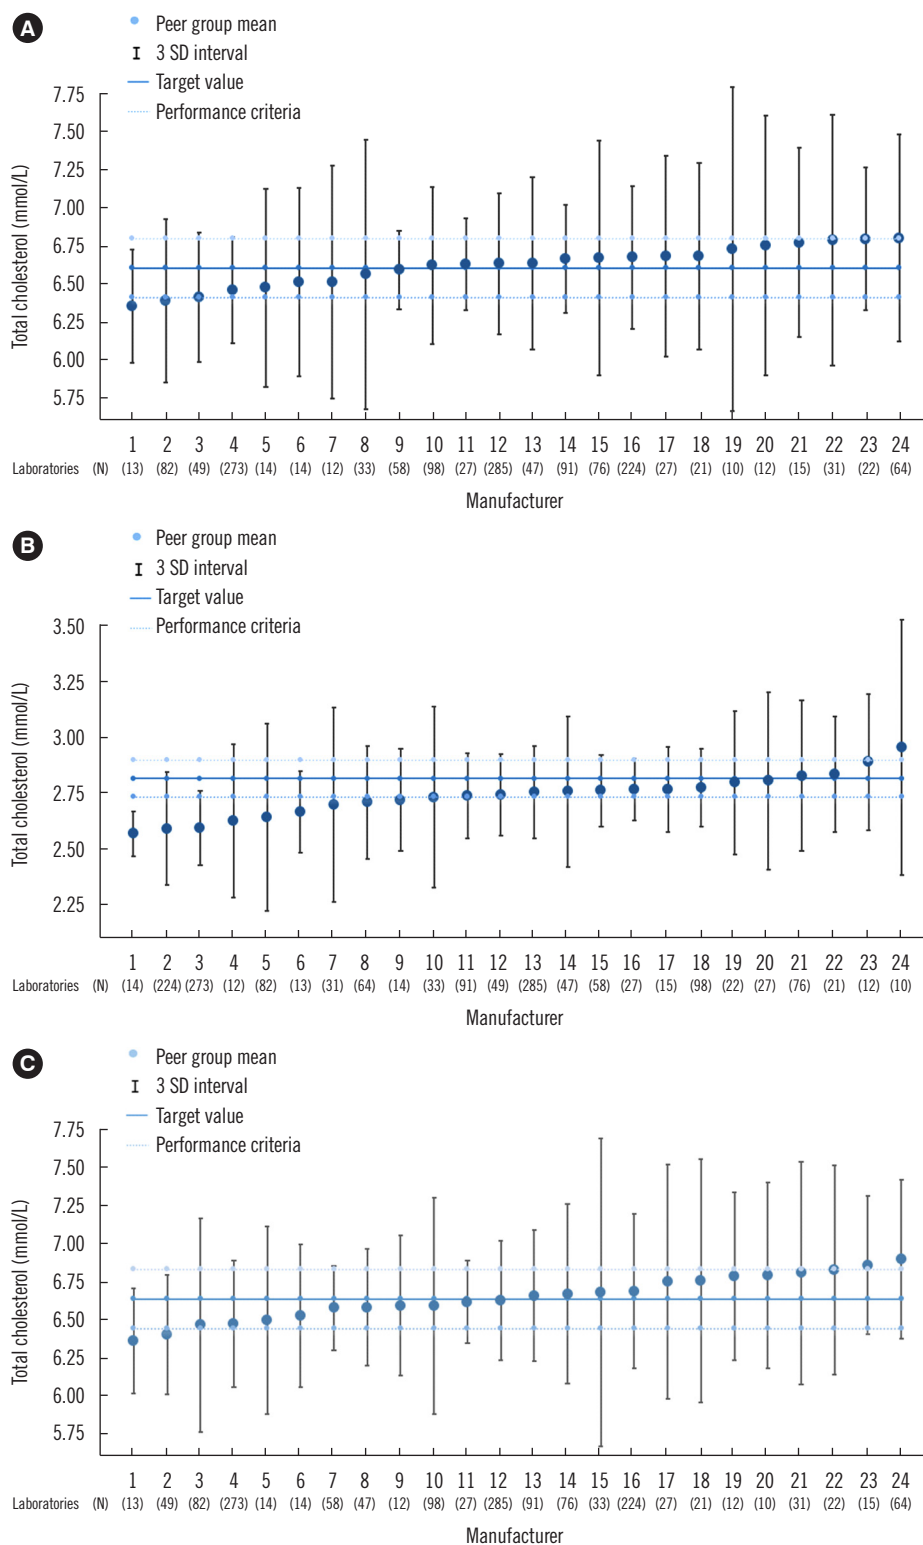 A
Peer group mean
3 SD interval
Target value
Performance criteria
Total cholesterol (mmol/L)
7.75
7.50
7.25
7.00
6.75
6.50
6.25
6.00
5.75
1 2 3 4 5 6 7 8 9 10 11 12 13 14 15 16 17 18 19 20 21 22 23 24
Laboratories (N) (13) (82) (49) (273) (14) (14) (12) (33) (58) (98) (27) (285) (47) (91) (76) (224) (27) (21) (10) (12) (15) (31) (22) (64)
Manufacturer
B
Peer group mean
3 SD interval
Target value
Performance criteria
Total cholesterol (mmol/L)
3.50
3.25
3.00
2.75
2.50
2.25
1 2 3 4 5 6 7 8 9 10 11 12 13 14 15 16 17 18 19 20 21 22 23 24
Laboratories (N) (14) (224) (273) (12) (82) (13) (31) (64) (14) (33) (91) (49) (285) (47) (58) (27) (15) (98) (22) (27) (76) (21) (12) (10)
Manufacturer
C
Peer group mean
3 SD interval
Target value
Performance criteria
Total cholesterol (mmol/L)
7.75
7.50
7.25
7.00
6.75
6.50
6.25
6.00
5.75
1 2 3 4 5 6 7 8 9 10 11 12 13 14 15 16 17 18 19 20 21 22 23 24
Laboratories (N) (13) (49) (82) (273) (14) (14) (58) (47) (12) (98) (27) (285) (91) (76) (33) (224) (27) (21) (12) (10) (31) (22) (15) (64)
Manufacturer